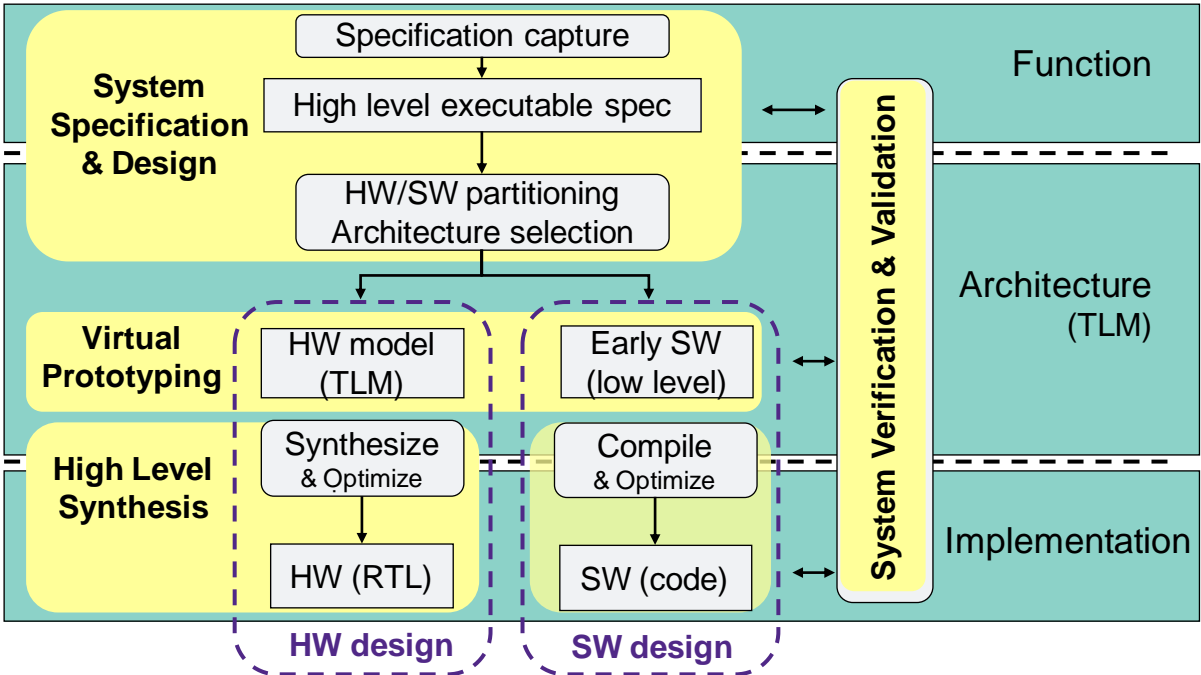 Specification capture
System
Specification
& Design
High level executable spec
HW/SW partitioning
Architecture selection
Function
System Verification & Validation
Architecture
(TLM)
Virtual
Prototyping
HW model
(TLM)
Early SW
(low level)
High Level
Synthesis
Synthesize
& Optimize
Compile
& Optimize
HW (RTL)
SW (code)
Implementation
HW design
SW design